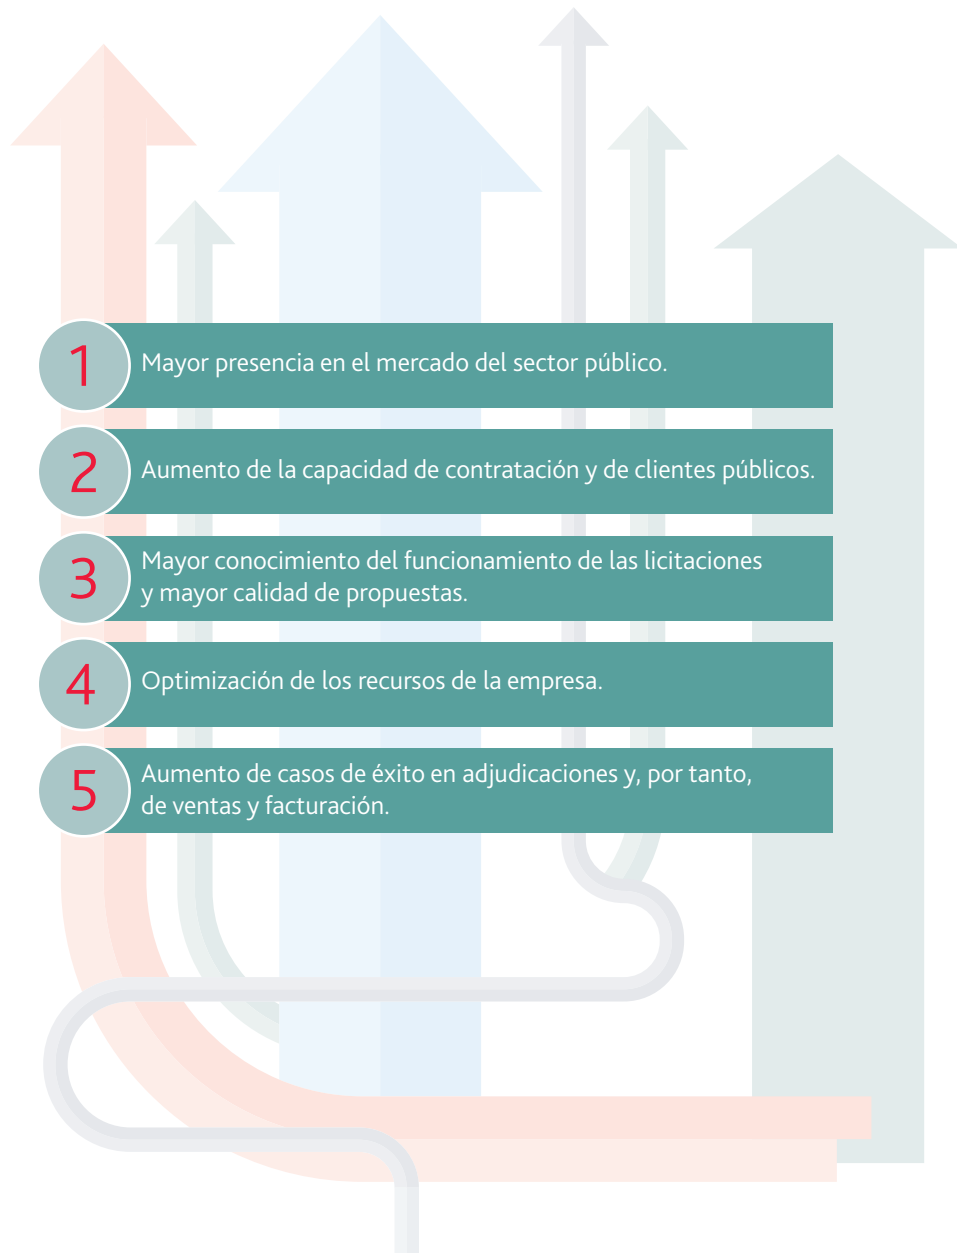 1
Mayor presencia en el mercado del sector público.
2
Aumento de la capacidad de contratación y de clientes públicos.
3
Mayor conocimiento del funcionamiento de las licitaciones
y mayor calidad de propuestas.
4
Optimización de los recursos de la empresa.
5
Aumento de casos de éxito en adjudicaciones y, por tanto,
de ventas y facturación.